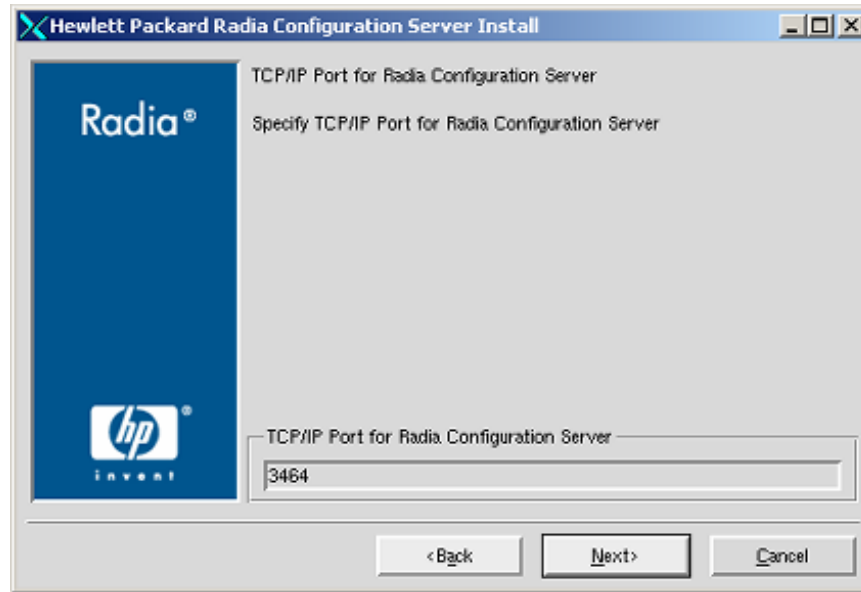 Hewlett Packard Radia Configuration Server Install
TCP/IP Port for Radia Configuration Server
Radia®
Specify TCP/IP Port for Radia Configuration Server
hp®
invent
TCP/IP Port for Radia Configuration Server
3464
<Back
Next>
Cancel